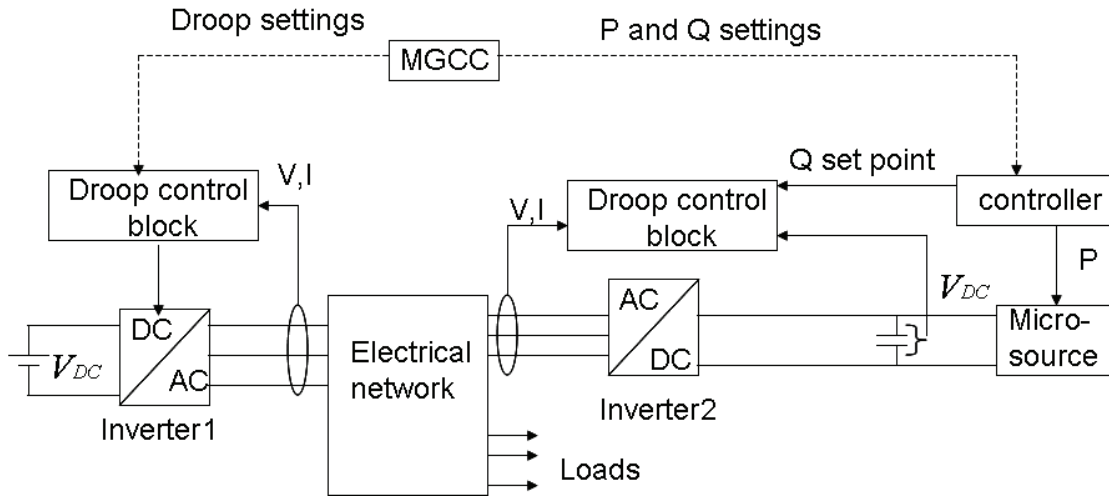 Droop settings
P and Q settings
MGCC
Droop control
block
V,I
V,I
Droop control
block
Q set point
controller
P
V_DC
DC
AC
Inverter1
Electrical
network
AC
DC
Inverter2
V_DC
Micro-
source
Loads